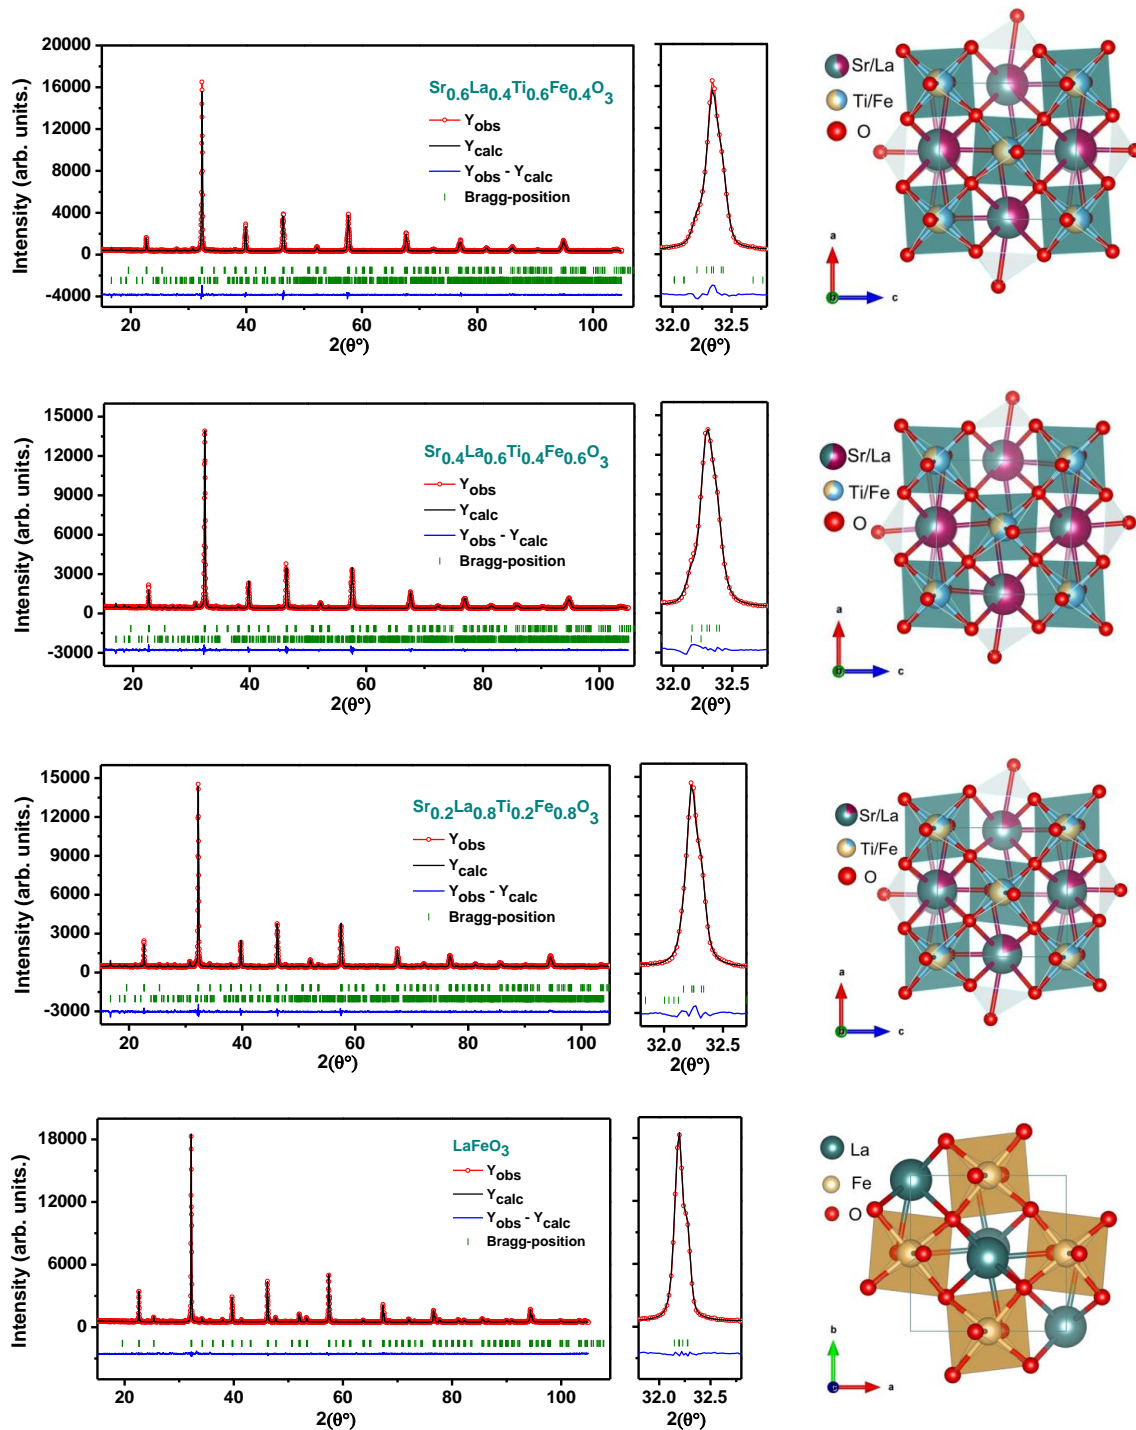 20000
16000
12000
8000
4000
0
-4000
Intensity (arb. units.)
Sr0.6La0.4Ti0.6Fe0.4O3
Yobs
Ycalc
Yobs - Ycalc
Bragg-position
20 40 60 80 100
2(θ°)
32.0 32.5
2(θ°)
Sr/La
Ti/Fe
O
a
b
c
15000
12000
9000
6000
3000
0
-3000
Intensity (arb. units.)
Sr0.4La0.6Ti0.4Fe0.6O3
Yobs
Ycalc
Yobs - Ycalc
Bragg-position
20 40 60 80 100
2(θ°)
32.0 32.5
2(θ°)
Sr/La
Ti/Fe
O
a
b
c
15000
12000
9000
6000
3000
0
-3000
Intensity (arb. units.)
Sr0.2La0.8Ti0.2Fe0.8O3
Yobs
Ycalc
Yobs - Ycalc
Bragg-position
20 40 60 80 100
2(θ°)
32.0 32.5
2(θ°)
Sr/La
Ti/Fe
O
a
b
c
18000
12000
6000
0
Intensity (arb. units.)
LaFeO3
Yobs
Ycalc
Yobs - Ycalc
Bragg-position
20 40 60 80 100
2(θ°)
32.0 32.5
2(θ°)
La
Fe
O
b
c
a